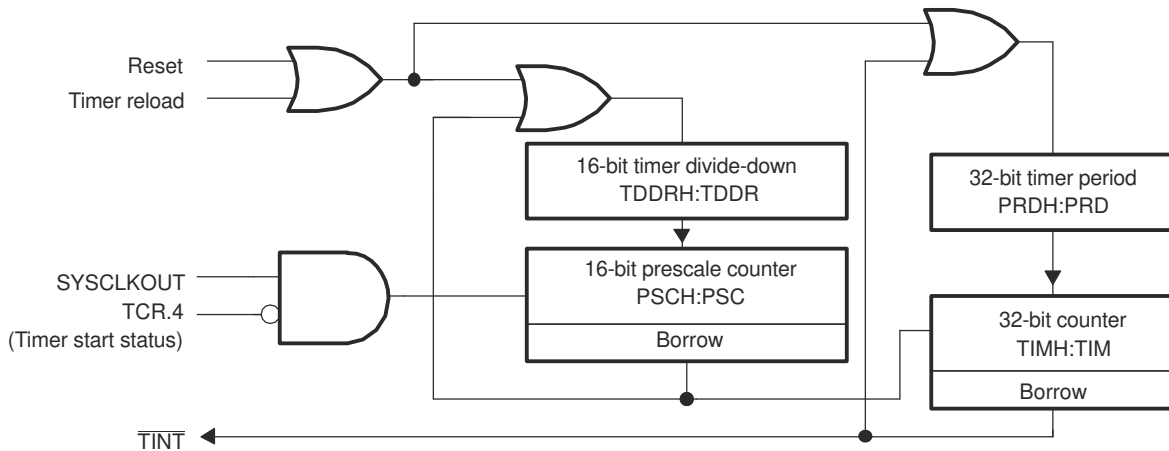 Reset
Timer reload
16-bit timer divide-down
TDDRH:TDDR
32-bit timer period
PRDH:PRD
SYSCLKOUT
TCR.4
(Timer start status)
16-bit prescale counter
PSCH:PSC
Borrow
32-bit counter
TIMH:TIM
Borrow
TINT